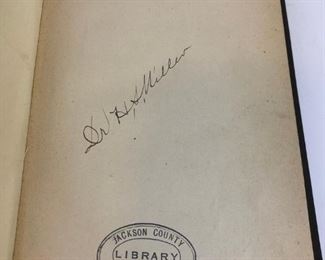 Dr H. H. Miller
JACKSON COUNTY
LIBRARY